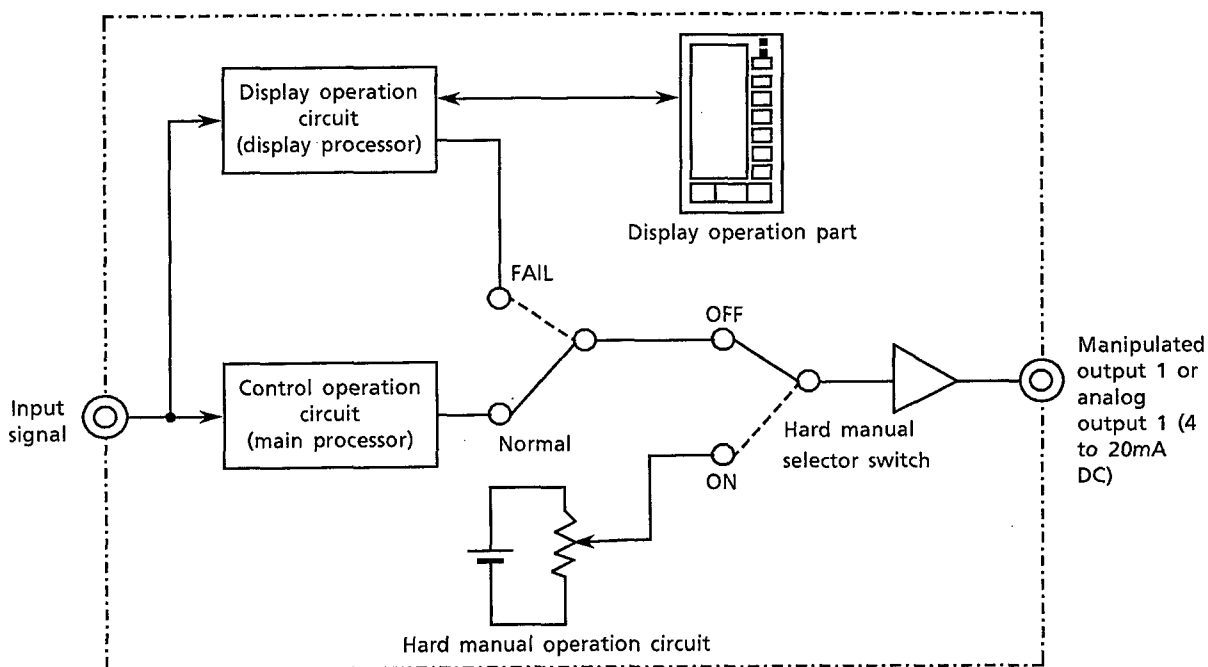 Display operation
circuit
(display processor)
Display operation part
FAIL
OFF
Input
signal
Control operation
circuit
(main processor)
Normal
Hard manual
selector switch
ON
Manipulated
output 1 or
analog
output 1 (4
to 20mA
DC)
Hard manual operation circuit